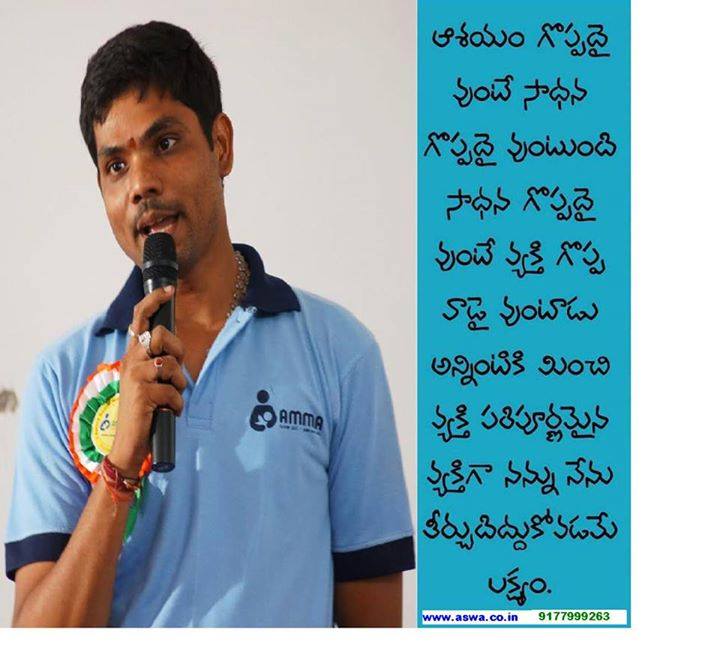 AMMA
ఆశయం గొప్పదై
వుంటే సాధన
గొప్పదై వుంటుంది
సాధన గొప్పదై
వుంటే వ్యక్తి గొప్ప
వాడై వుంటాడు
అన్నింటికి మించి
వ్యక్తి పరిపూర్ణమైన
వ్యక్తిగా నన్ను నేను
తీర్చుదిద్దుకోవడమే
లక్ష్యం.
www.aswa.co.in 9177999263